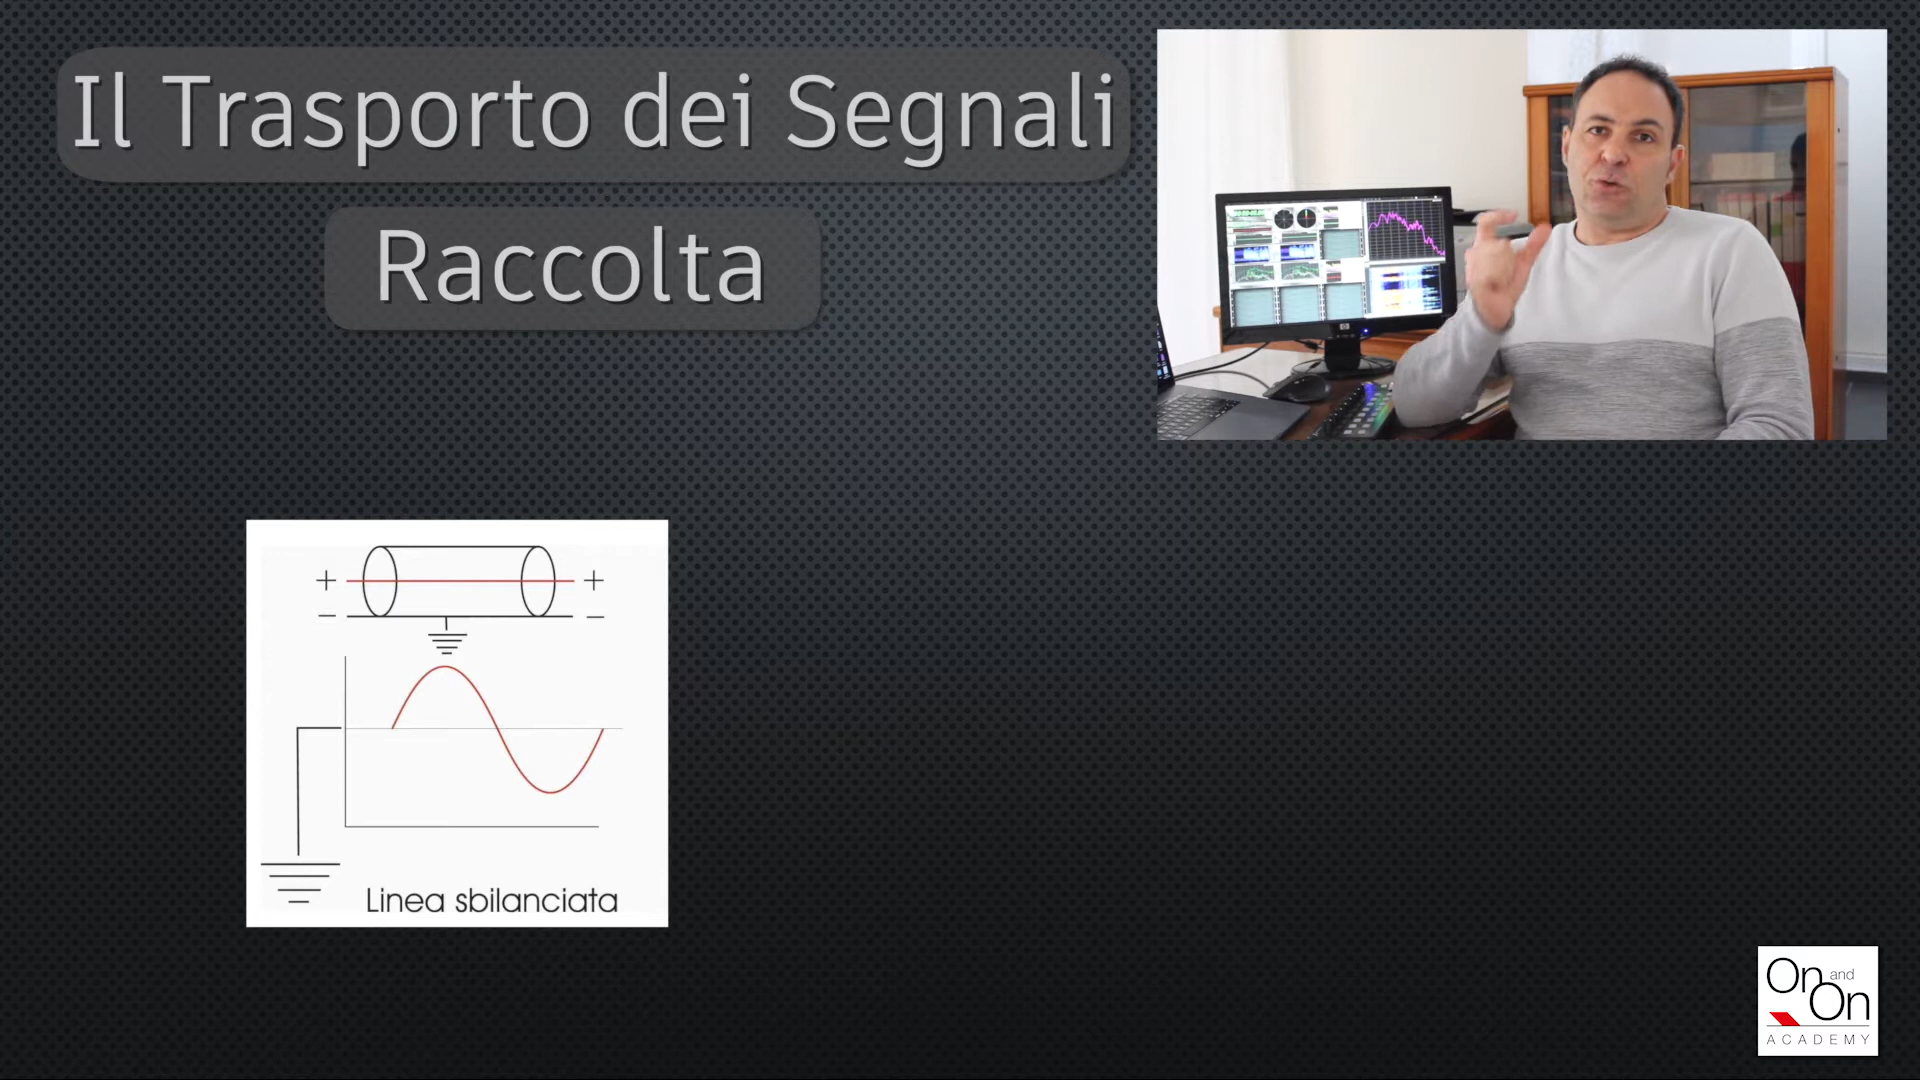 Il Trasporto dei Segnali
Raccolta
+ +
− −
Linea sbilanciata
On and
On
ACADEMY